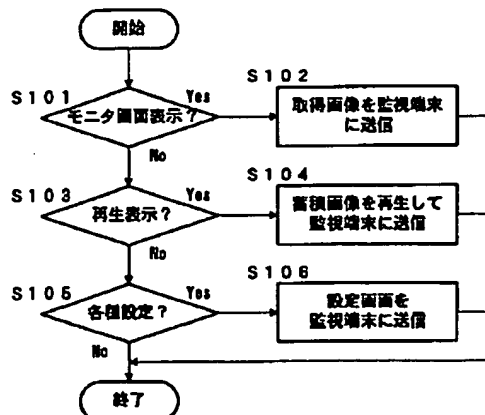 開始
S101
モニタ画面表示？
Yes
No
S102
取得画像を監視端末
に送信
S103
再生表示？
Yes
No
S104
蓄積画像を再生して
監視端末に送信
S105
各種設定？
Yes
No
S106
設定画面を
監視端末に送信
終了